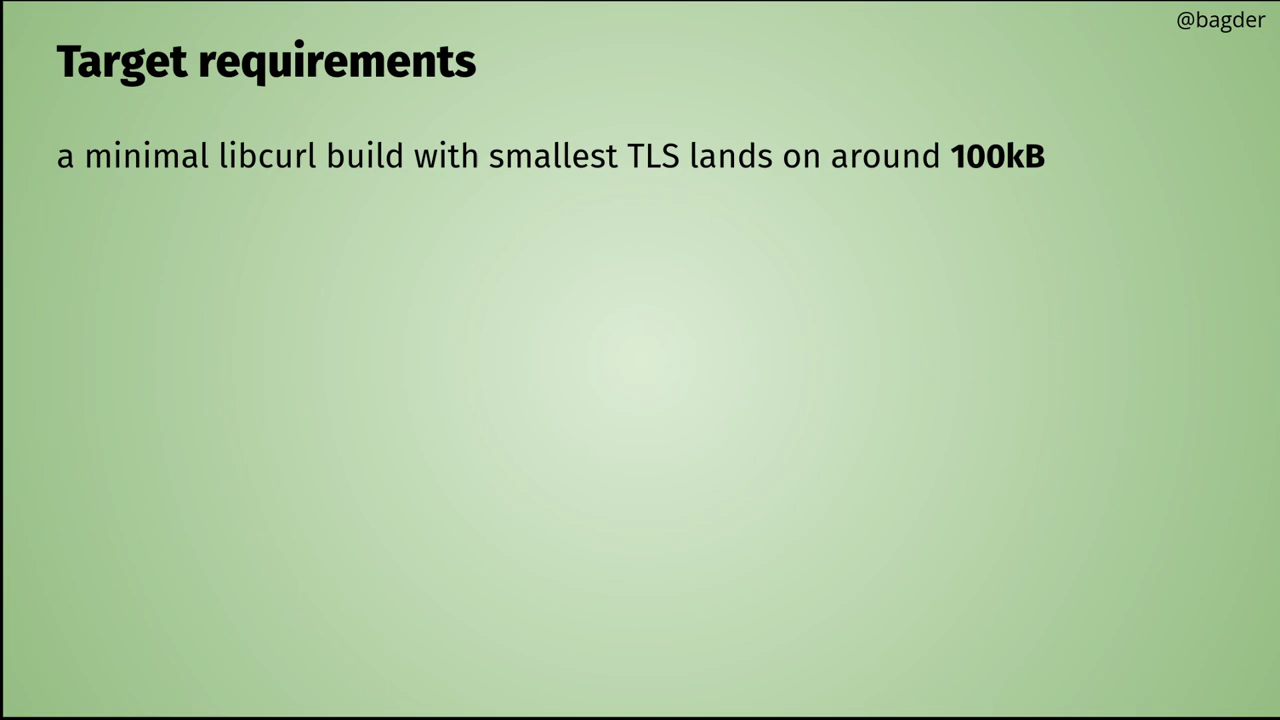 @bagder
Target requirements
a minimal libcurl build with smallest TLS lands on around 100kB